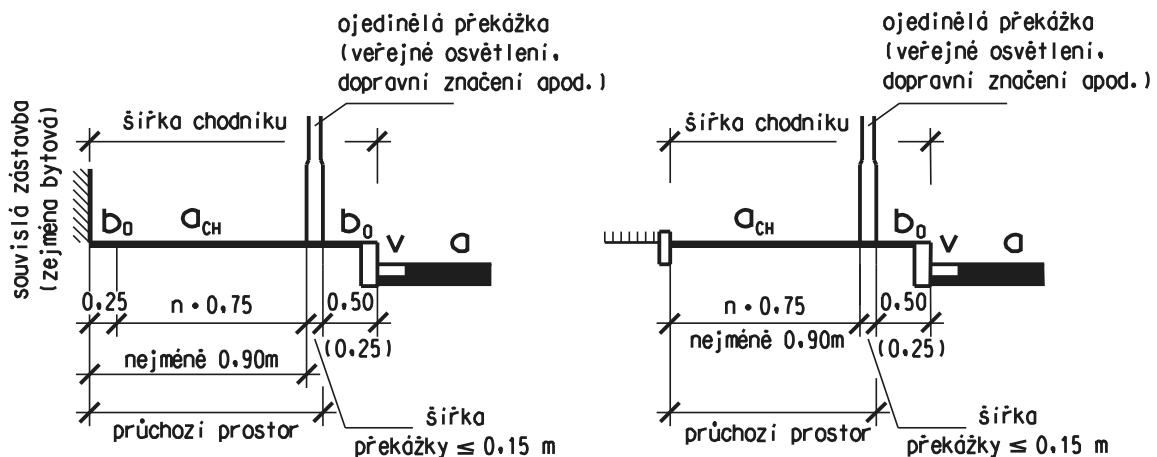 ojedinělá překážka
(veřejné osvětlení,
dopravní značení apod.)
šířka chodníku
souvislá zástavba
(zejména bytová)
b₀ a_CH b₀ v a
0,25 n • 0,75 0,50
nejméně 0,90m (0,25)
průchozí prostor
šířka
překážky ≤ 0,15 m
ojedinělá překážka
(veřejné osvětlení,
dopravní značení apod.)
šířka chodníku
a_CH b₀ v a
n • 0,75 0,50
nejméně 0,90m (0,25)
průchozí prostor
šířka
překážky ≤ 0,15 m